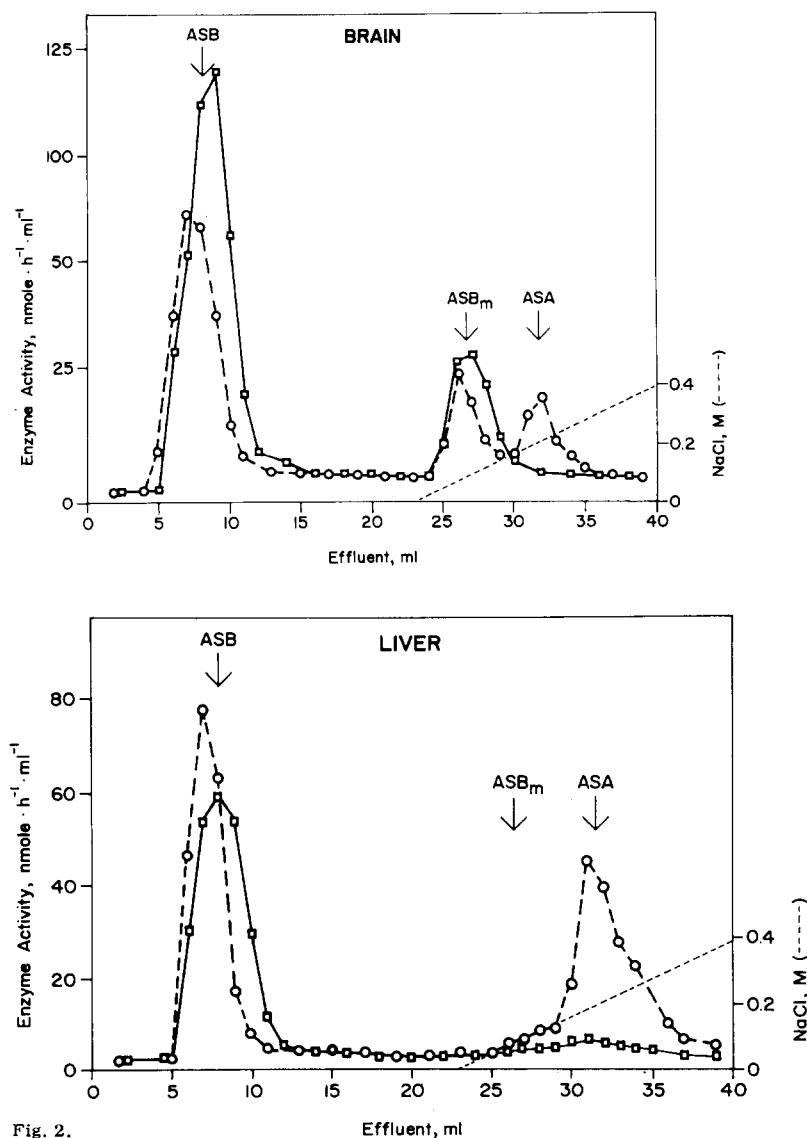 BRAIN
ASB
ASBm
ASA
125
100
50
25
0
Enzyme Activity, nmole · h⁻¹ · ml⁻¹
0.4
0.2
0
NaCl, M (-----)
0 5 10 15 20 25 30 35 40
Effluent, ml
LIVER
ASB
ASBm
ASA
80
60
40
20
0
Enzyme Activity, nmole · h⁻¹ · ml⁻¹
0.4
0.2
0
NaCl, M (-----)
0 5 10 15 20 25 30 35 40
Effluent, ml
Fig. 2.